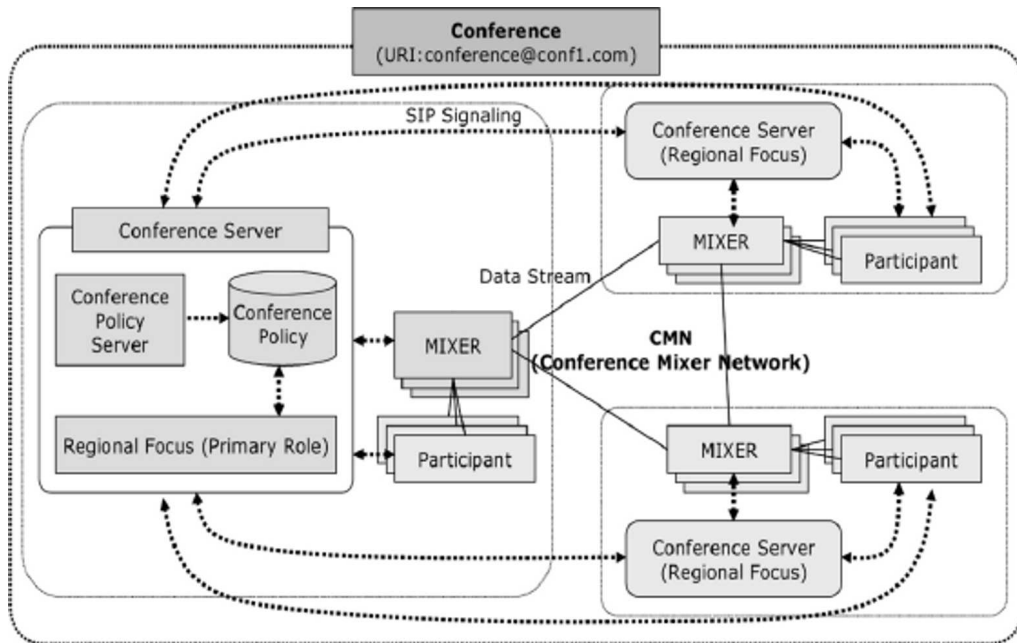 Conference
(URI:conference@conf1.com)
SIP Signaling
Conference Server
(Regional Focus)
Conference Server
MIXER
Participant
Data Stream
Conference
Policy
Server
Conference
Policy
MIXER
CMN
(Conference Mixer Network)
Regional Focus (Primary Role)
Participant
MIXER
Participant
Conference Server
(Regional Focus)